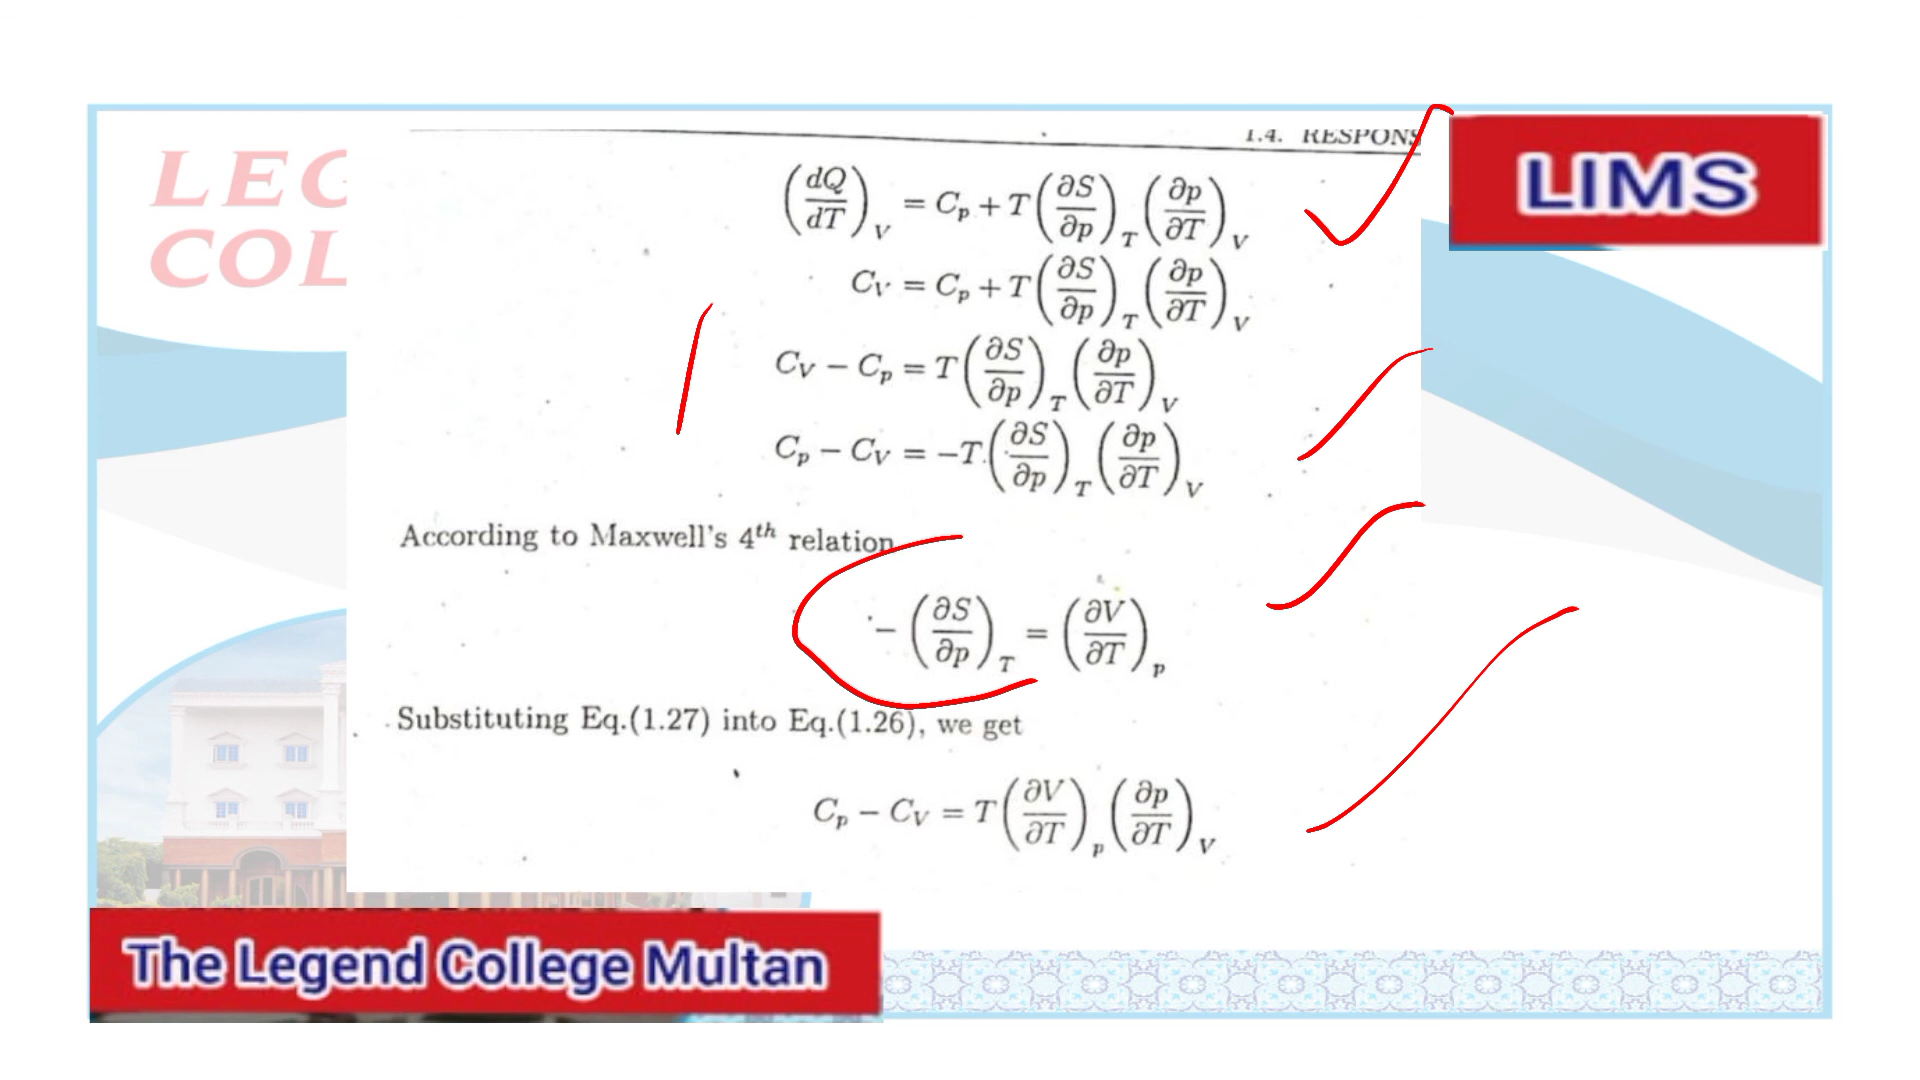 LEG
COL
1.4. RESPONS
LIMS
(dQ/dT)_V = C_p + T(∂S/∂p)_T (∂p/∂T)_V
C_V = C_p + T(∂S/∂p)_T (∂p/∂T)_V
C_V − C_p = T(∂S/∂p)_T (∂p/∂T)_V
C_p − C_V = −T(∂S/∂p)_T (∂p/∂T)_V
According to Maxwell's 4th relation
−(∂S/∂p)_T = (∂V/∂T)_p
Substituting Eq.(1.27) into Eq.(1.26), we get
C_p − C_V = T(∂V/∂T)_p (∂p/∂T)_V
The Legend College Multan